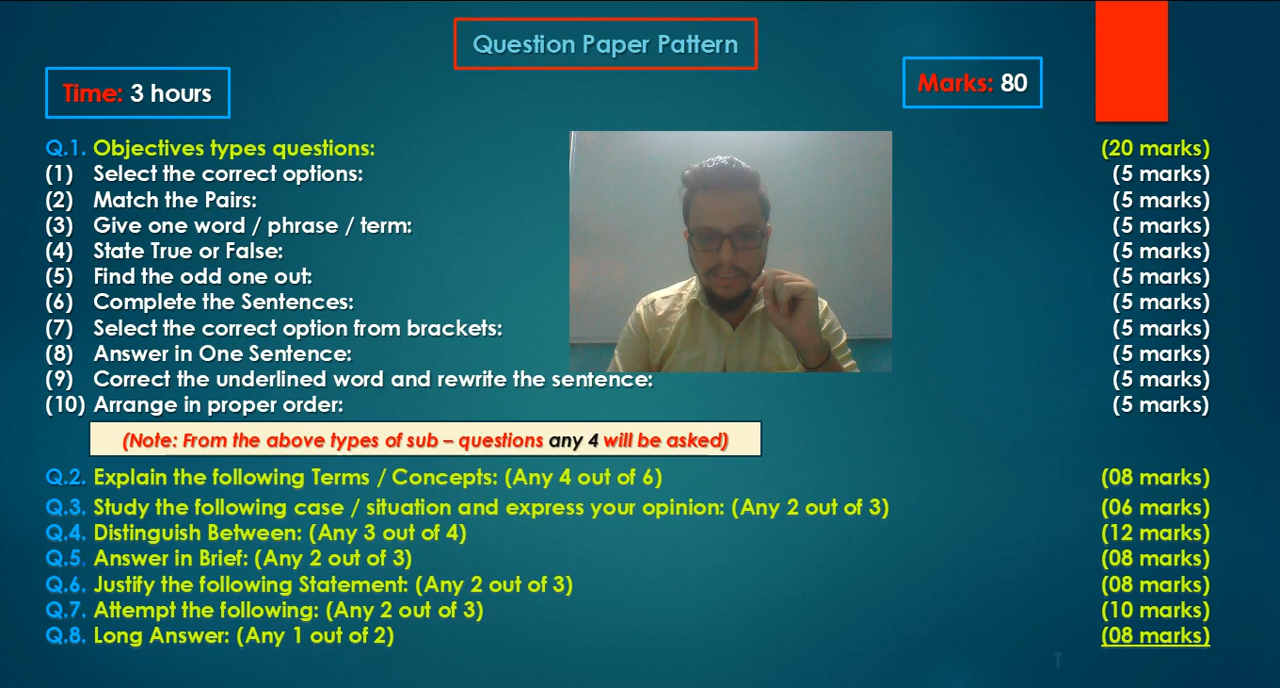 Question Paper Pattern
Time: 3 hours
Marks: 80
Q.1. Objectives types questions: (20 marks)
(1) Select the correct options: (5 marks)
(2) Match the Pairs: (5 marks)
(3) Give one word / phrase / term: (5 marks)
(4) State True or False: (5 marks)
(5) Find the odd one out: (5 marks)
(6) Complete the Sentences: (5 marks)
(7) Select the correct option from brackets: (5 marks)
(8) Answer in One Sentence: (5 marks)
(9) Correct the underlined word and rewrite the sentence: (5 marks)
(10) Arrange in proper order: (5 marks)
(Note: From the above types of sub – questions any 4 will be asked)
Q.2. Explain the following Terms / Concepts: (Any 4 out of 6) (08 marks)
Q.3. Study the following case / situation and express your opinion: (Any 2 out of 3) (06 marks)
Q.4. Distinguish Between: (Any 3 out of 4) (12 marks)
Q.5. Answer in Brief: (Any 2 out of 3) (08 marks)
Q.6. Justify the following Statement: (Any 2 out of 3) (08 marks)
Q.7. Attempt the following: (Any 2 out of 3) (10 marks)
Q.8. Long Answer: (Any 1 out of 2) (08 marks)
T